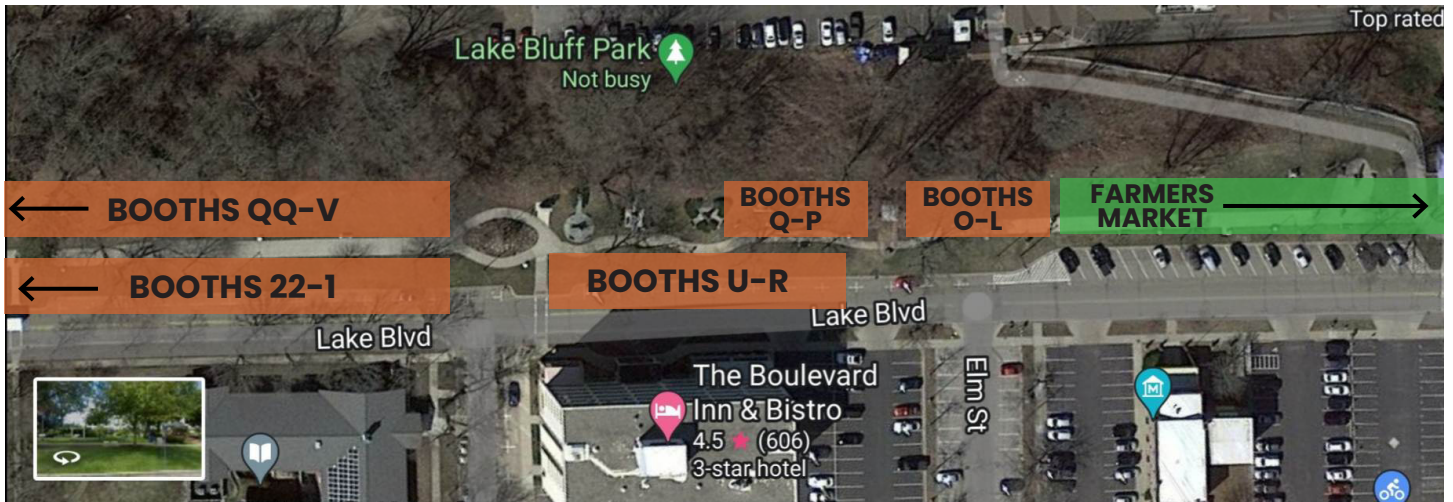 Top rated
Lake Bluff Park
Not busy
BOOTHS QQ-V
BOOTHS
Q-P
BOOTHS
O-L
FARMERS
MARKET
BOOTHS 22-1
BOOTHS U-R
Lake Blvd
Lake Blvd
Elm St
The Boulevard
Inn & Bistro
4.5 ★ (606)
3-star hotel
M